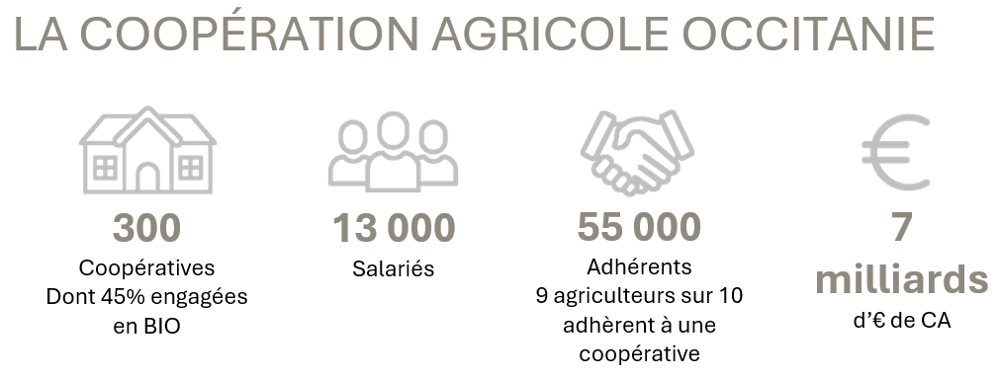 LA COOPÉRATION AGRICOLE OCCITANIE
300
Coopératives
Dont 45% engagées
en BIO
13 000
Salariés
55 000
Adhérents
9 agriculteurs sur 10
adhèrent à une
coopérative
€
7
milliards
d’€ de CA